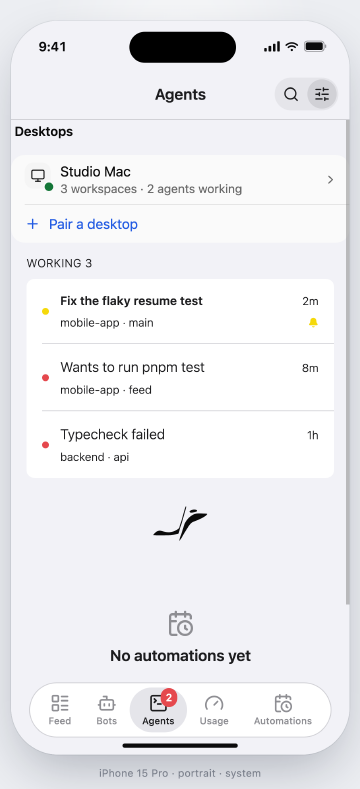 9:41
Agents
Desktops
Studio Mac
3 workspaces · 2 agents working
+ Pair a desktop
WORKING 3
Fix the flaky resume test 2m
mobile-app · main
Wants to run pnpm test 8m
mobile-app · feed
Typecheck failed 1h
backend · api
No automations yet
2
Feed Bots Agents Usage Automations
iPhone 15 Pro · portrait · system